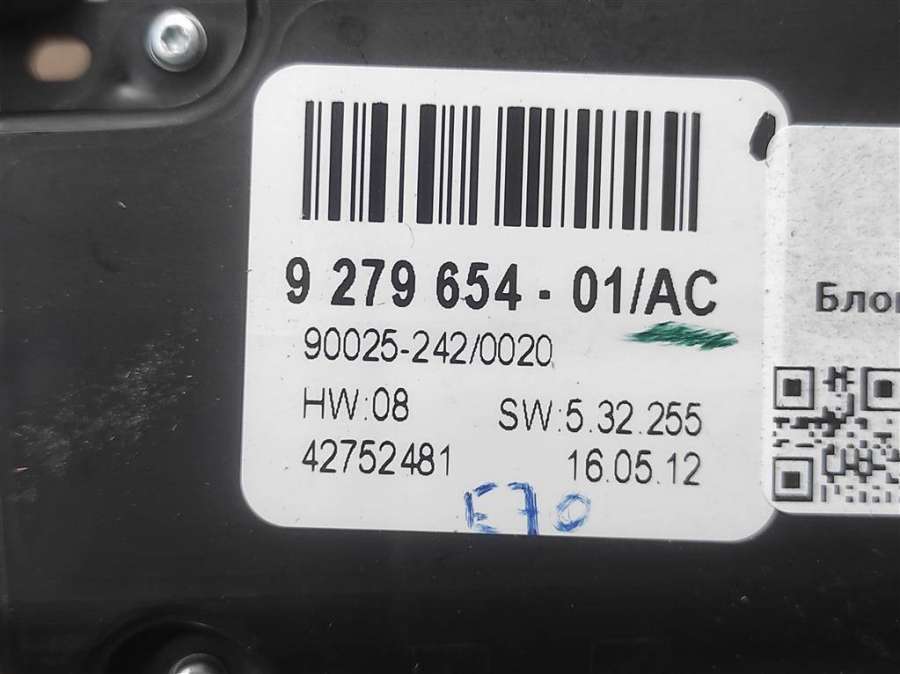 9 279 654 - 01/AC
90025-242/0020
HW:08 SW:5.32.255
42752481 16.05.12
E70